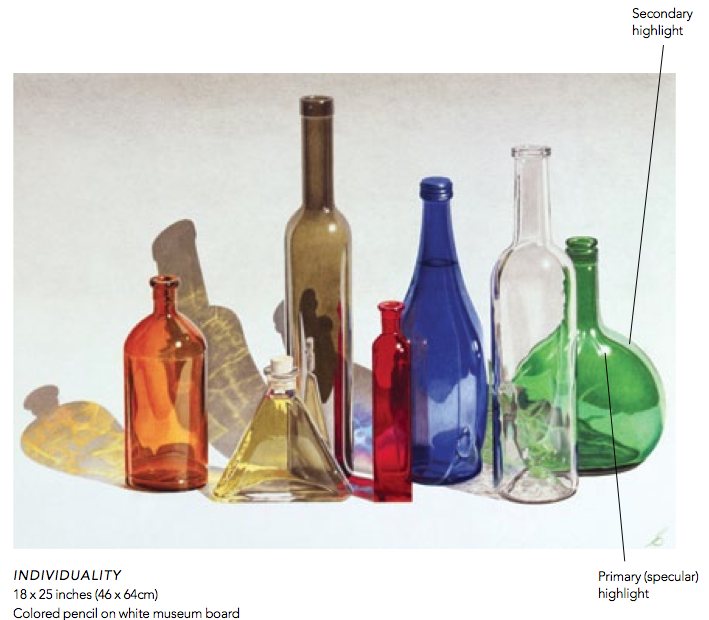 Secondary
highlight
INDIVIDUALITY
18 x 25 inches (46 x 64cm)
Colored pencil on white museum board
Primary (specular)
highlight